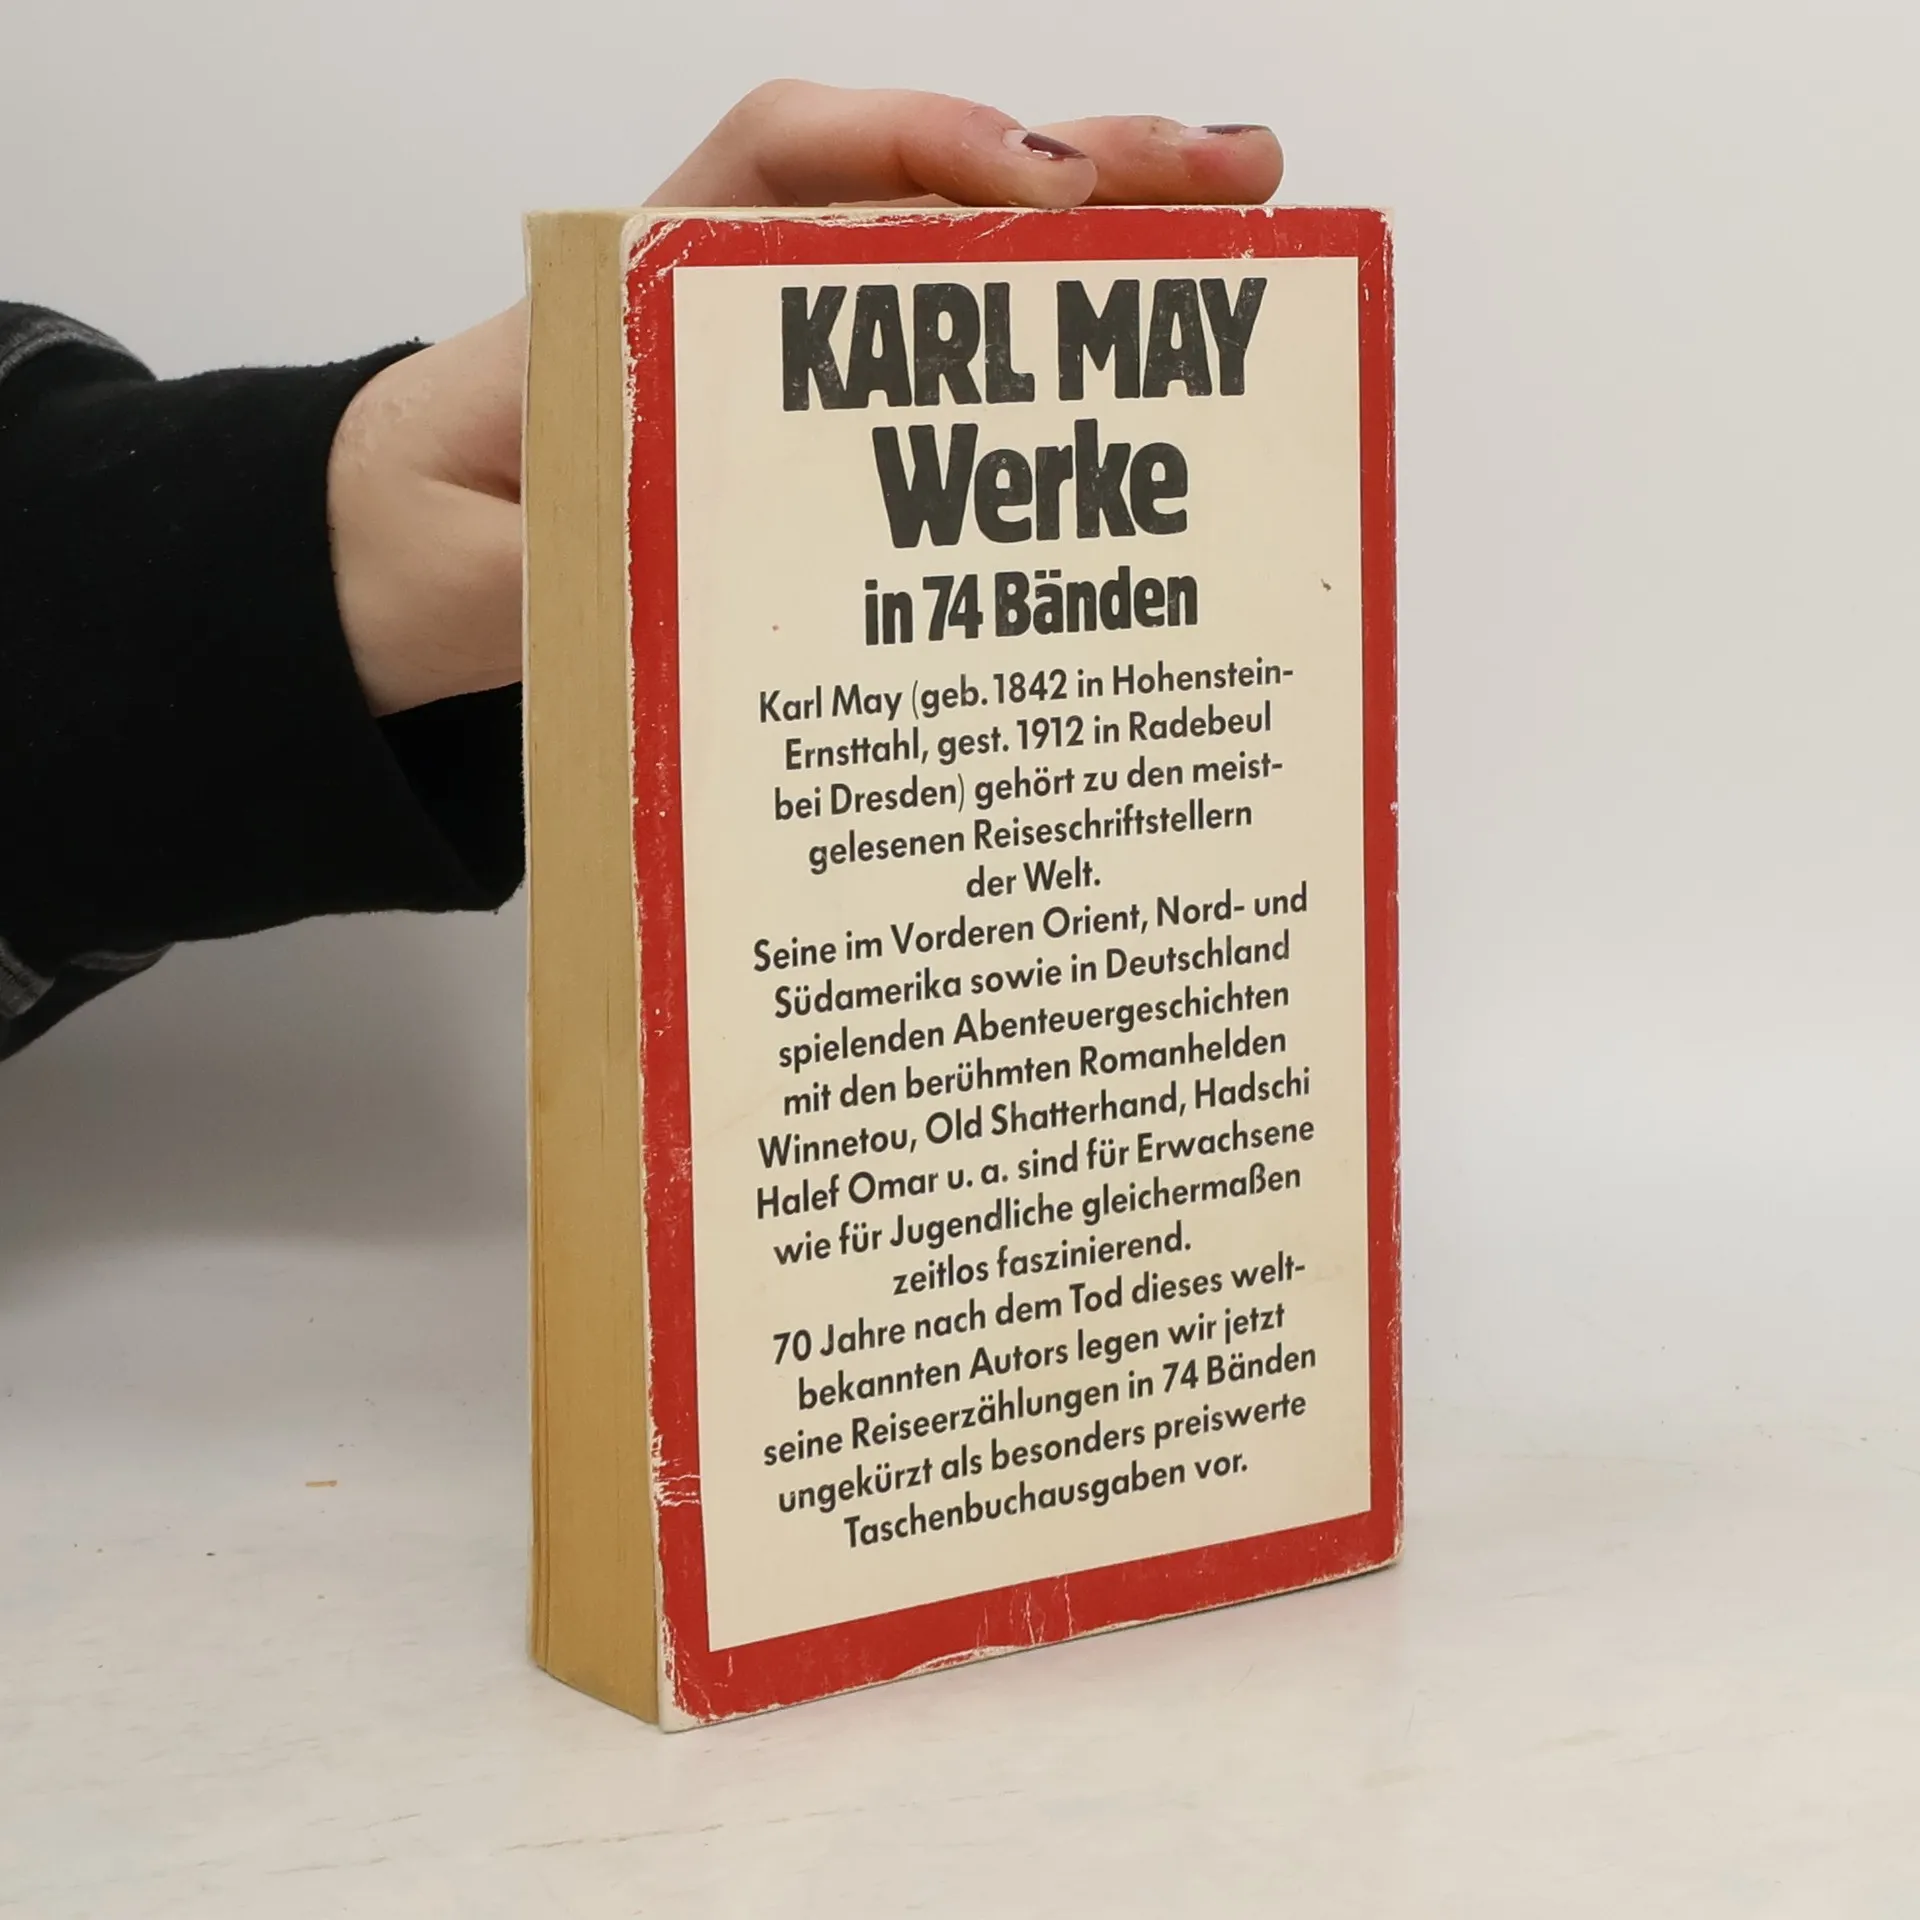 KARL MAY
Werke
in 74 Bänden
Karl May (geb. 1842 in Hohenstein-
Ernsttahl, gest. 1912 in Radebeul
bei Dresden) gehört zu den meist-
gelesenen Reiseschriftstellern
der Welt.
Seine im Vorderen Orient, Nord- und
Südamerika sowie in Deutschland
spielenden Abenteuergeschichten
mit den berühmten Romanhelden
Winnetou, Old Shatterhand, Hadschi
Halef Omar u. a. sind für Erwachsene
wie für Jugendliche gleichermaßen
zeitlos faszinierend.
70 Jahre nach dem Tod dieses welt-
bekannten Autors legen wir jetzt
seine Reiseerzählungen in 74 Bänden
ungekürzt als besonders preiswerte
Taschenbuchausgaben vor.